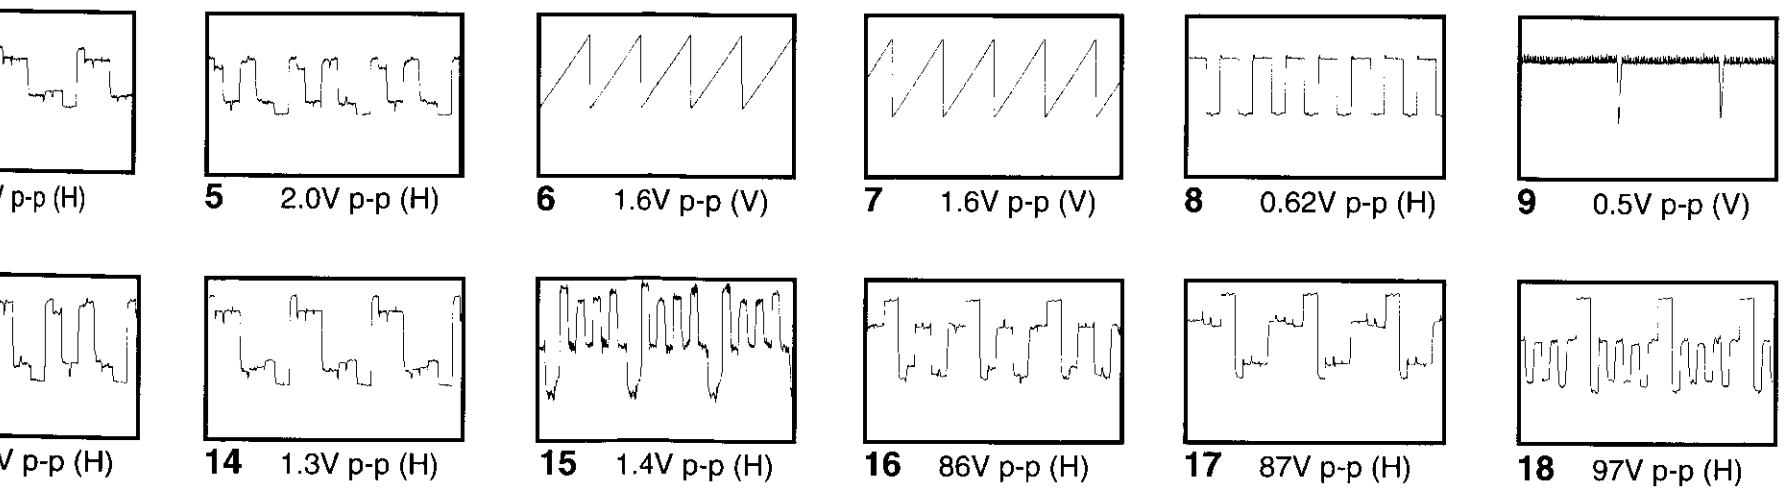 V p-p (H)
5 2.0V p-p (H)
6 1.6V p-p (V)
7 1.6V p-p (V)
8 0.62V p-p (H)
9 0.5V p-p (V)
V p-p (H)
14 1.3V p-p (H)
15 1.4V p-p (H)
16 86V p-p (H)
17 87V p-p (H)
18 97V p-p (H)